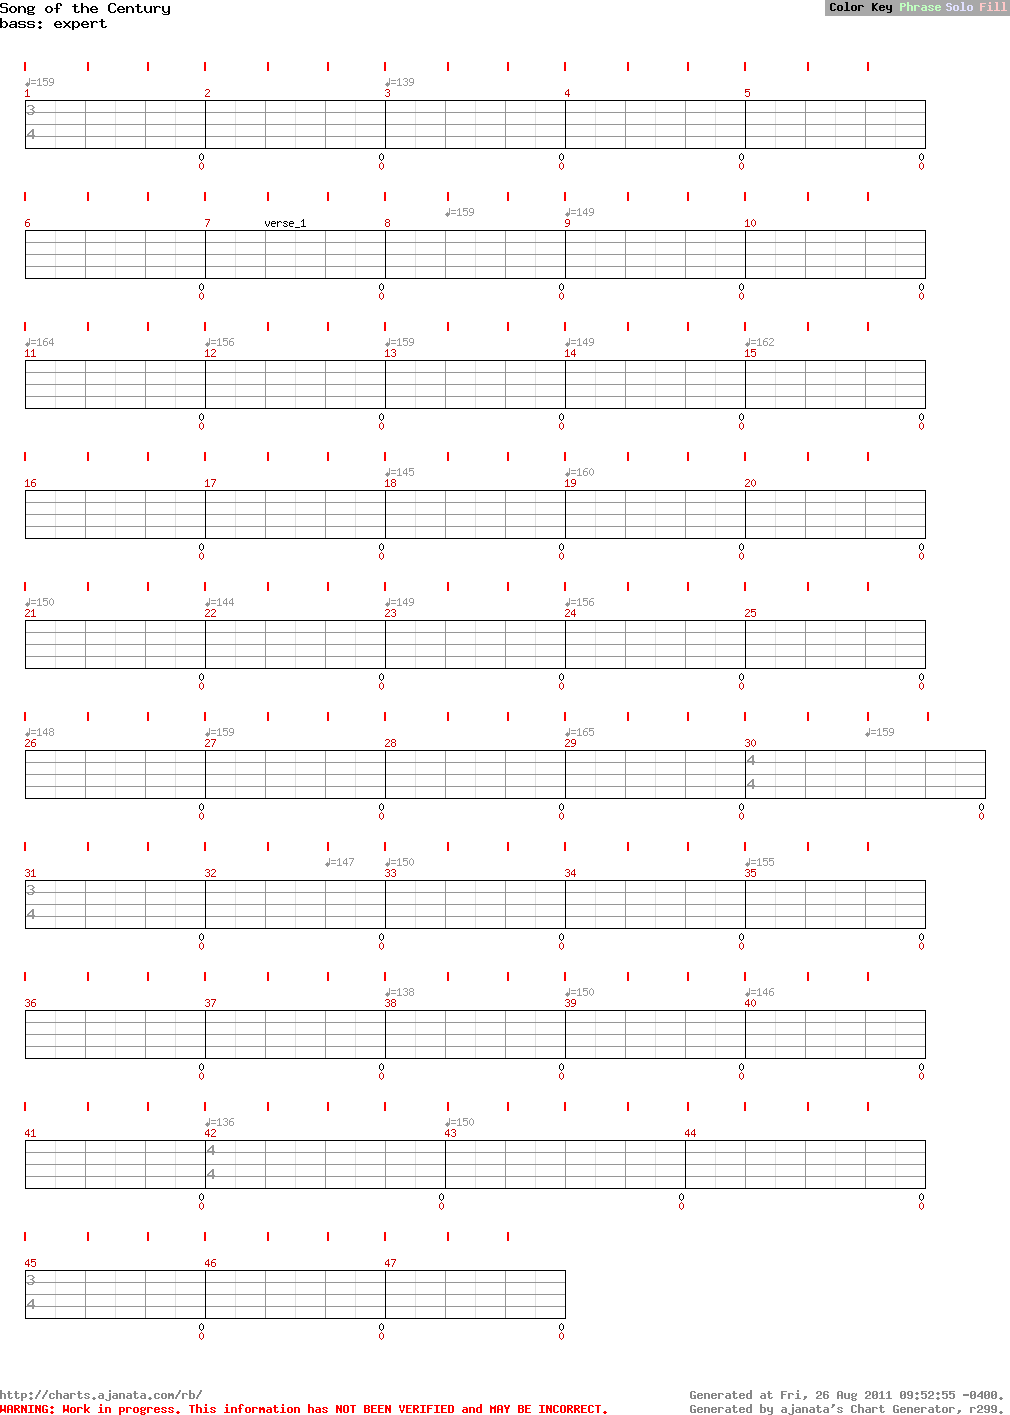 Song of the Century
bass: expert
Color Key Phrase Solo Fill
♩=159 ♩=139
1 2 3 4 5
3
4
0 0 0 0 0
0 0 0 0 0
♩=159 ♩=149
6 7 verse_1 8 9 10
0 0 0 0 0
0 0 0 0 0
♩=164 ♩=156 ♩=159 ♩=149 ♩=162
11 12 13 14 15
0 0 0 0 0
0 0 0 0 0
♩=145 ♩=160
16 17 18 19 20
0 0 0 0 0
0 0 0 0 0
♩=150 ♩=144 ♩=149 ♩=156
21 22 23 24 25
0 0 0 0 0
0 0 0 0 0
♩=148 ♩=159 ♩=165 ♩=159
26 27 28 29 30
4
4
0 0 0 0 0
0 0 0 0 0
♩=147 ♩=150 ♩=155
31 32 33 34 35
3
4
0 0 0 0 0
0 0 0 0 0
♩=138 ♩=150 ♩=146
36 37 38 39 40
0 0 0 0 0
0 0 0 0 0
♩=136 ♩=150
41 42 43 44
4
4
0 0 0 0
0 0 0 0
45 46 47
3
4
0 0 0
0 0 0
http://charts.ajanata.com/rb/
Generated at Fri, 26 Aug 2011 09:52:55 -0400.
WARNING: Work in progress. This information has NOT BEEN VERIFIED and MAY BE INCORRECT.
Generated by ajanata's Chart Generator, r299.